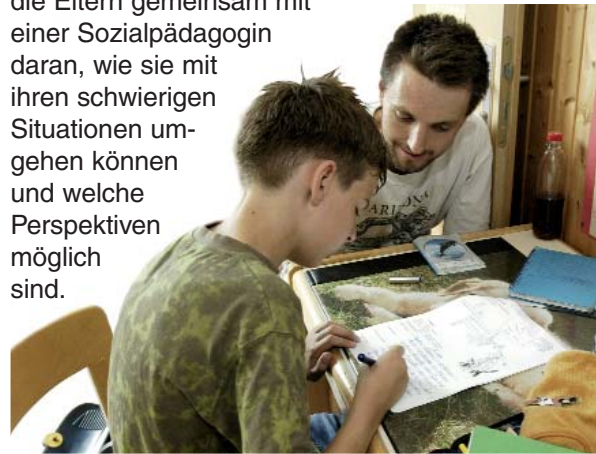 die Eltern gemeinsam mit
einer Sozialpädagogin
daran, wie sie mit
ihren schwierigen
Situationen um-
gehen können
und welche
Perspektiven
möglich
sind.